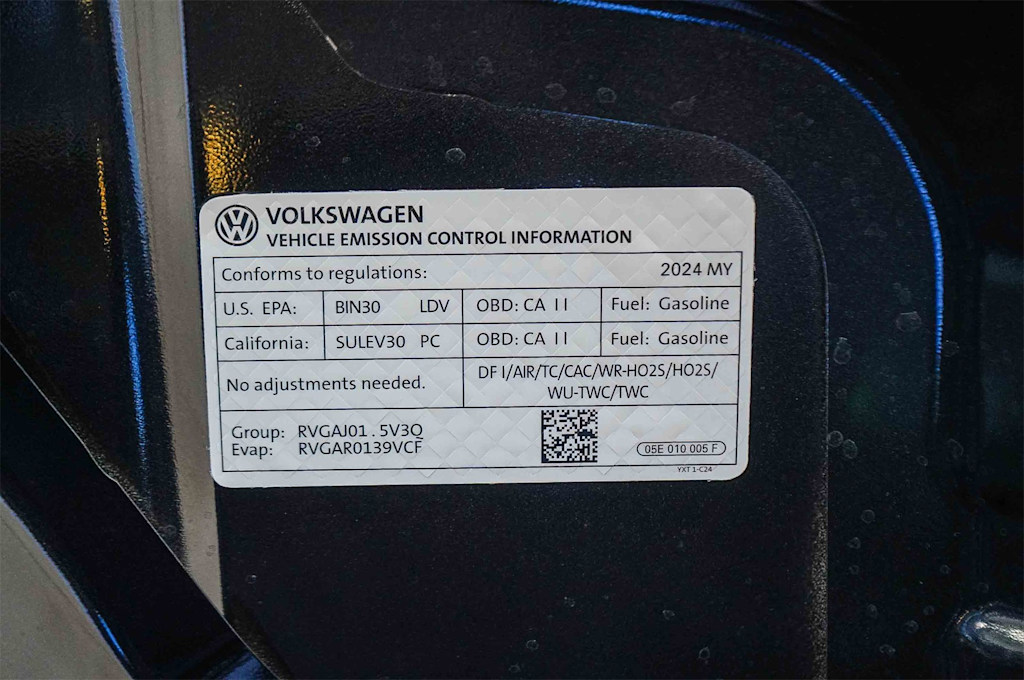 VOLKSWAGEN
VEHICLE EMISSION CONTROL INFORMATION
Conforms to regulations: 2024 MY
U.S. EPA: BIN30 LDV OBD: CA II Fuel: Gasoline
California: SULEV30 PC OBD: CA II Fuel: Gasoline
No adjustments needed. DFI/AIR/TC/CAC/WR-HO2S/HO2S/
WU-TWC/TWC
Group: RVGAJ01.5V3Q
Evap: RVGAR0139VCF
05E 010 005 F
YXT 1-C24